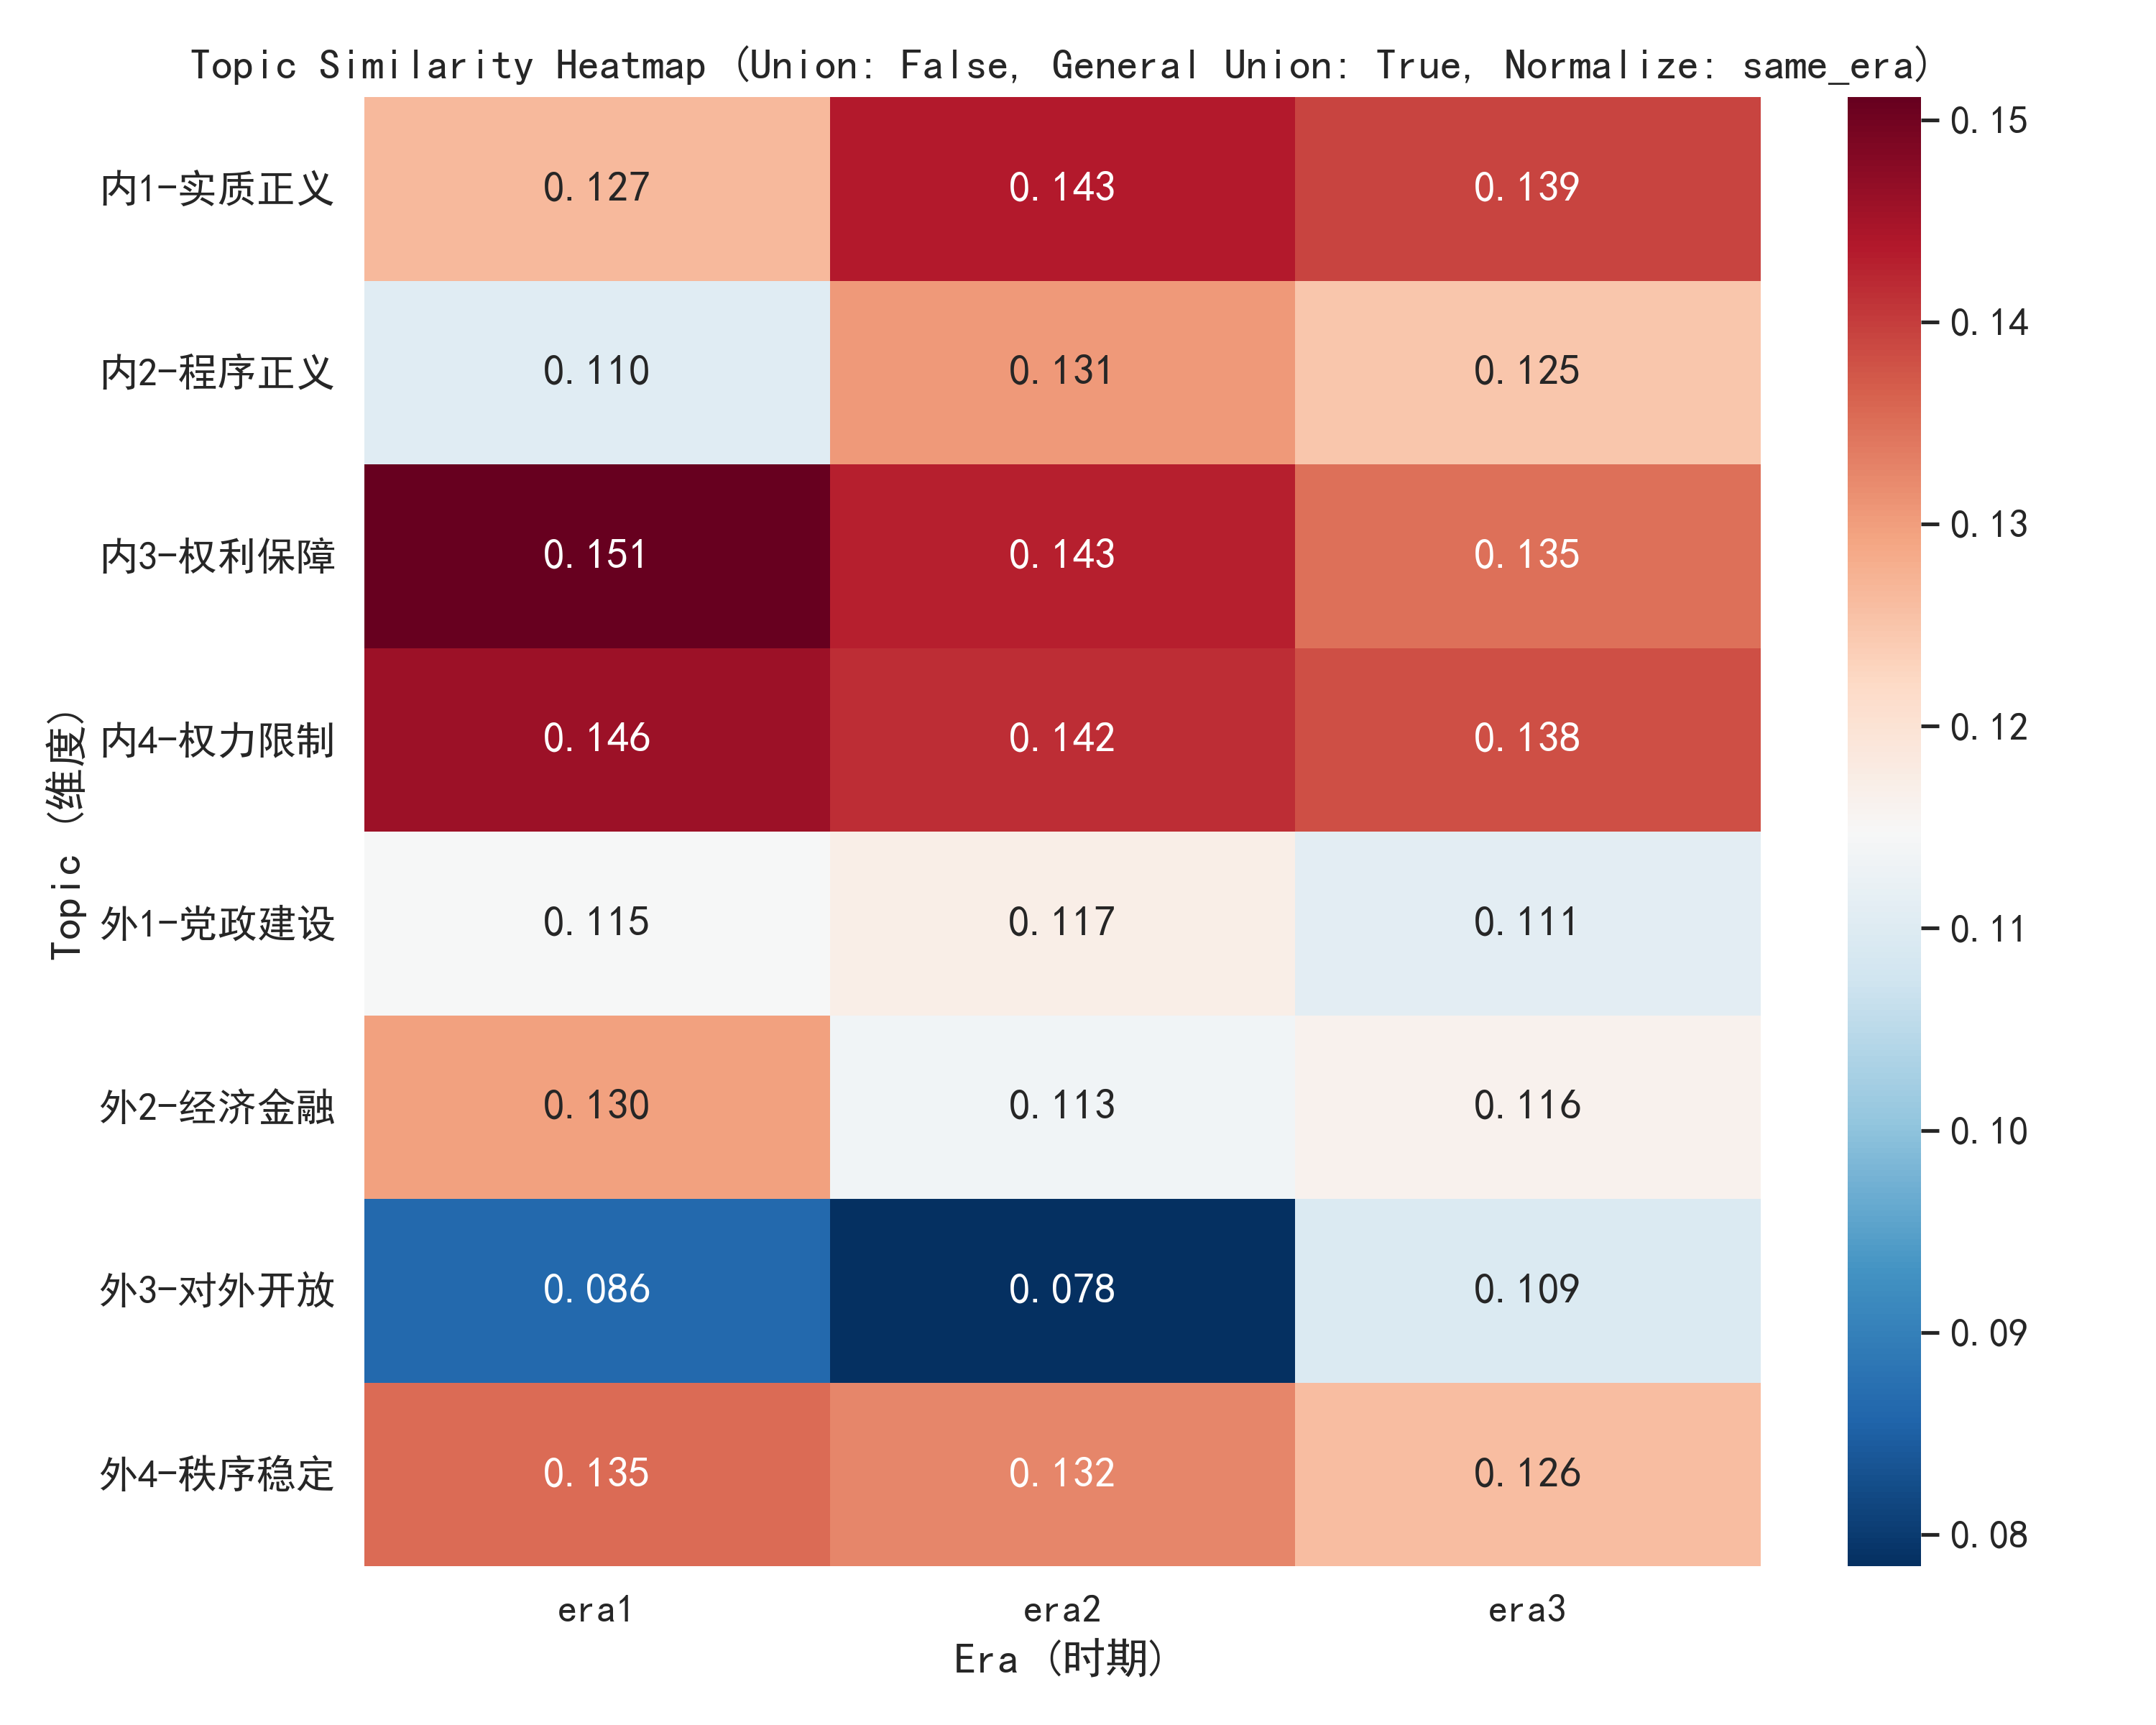 Topic Similarity Heatmap (Union: False, General Union: True, Normalize: same_era)
Topic (维度)
内1-实质正义 0.127 0.143 0.139
内2-程序正义 0.110 0.131 0.125
内3-权利保障 0.151 0.143 0.135
内4-权力限制 0.146 0.142 0.138
外1-党政建设 0.115 0.117 0.111
外2-经济金融 0.130 0.113 0.116
外3-对外开放 0.086 0.078 0.109
外4-秩序稳定 0.135 0.132 0.126
era1 era2 era3
Era (时期)
0.15
0.14
0.13
0.12
0.11
0.10
0.09
0.08